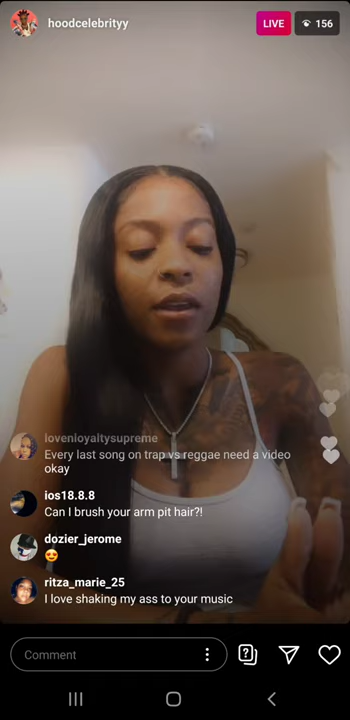 hoodcelebrityy
LIVE
156
lovenloyaltysupreme
Every last song on trap vs reggae need a video
okay
ios18.8.8
Can I brush your arm pit hair?!
dozier_jerome
😍
ritza_marie_25
I love shaking my ass to your music
Comment